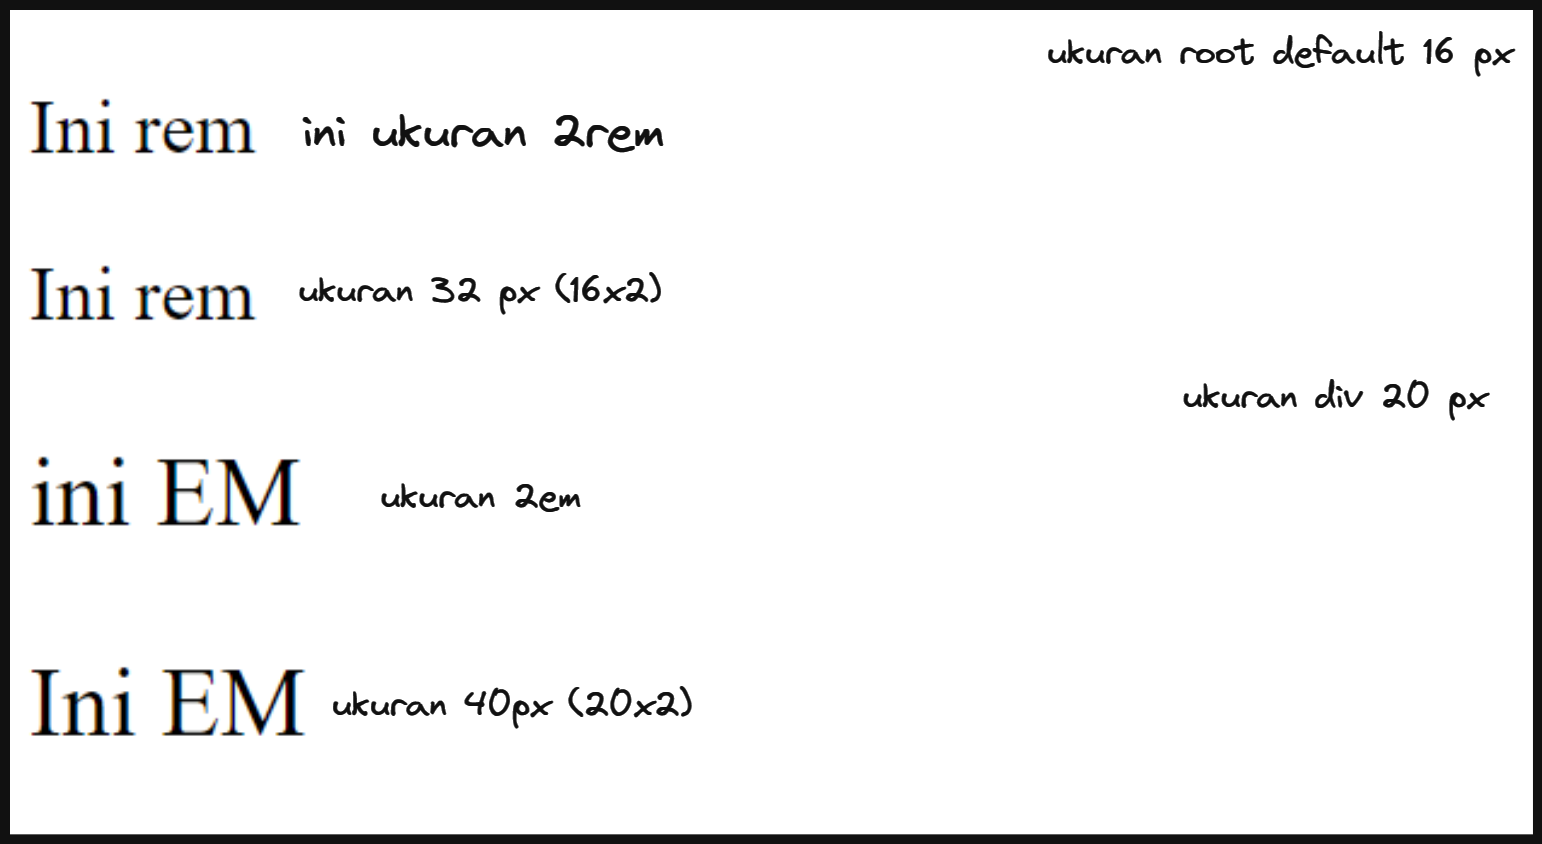 ukuran root default 16 px
Ini rem ini ukuran 2rem
Ini rem ukuran 32 px (16x2)
ukuran div 20 px
ini EM ukuran 2em
Ini EM ukuran 40px (20x2)